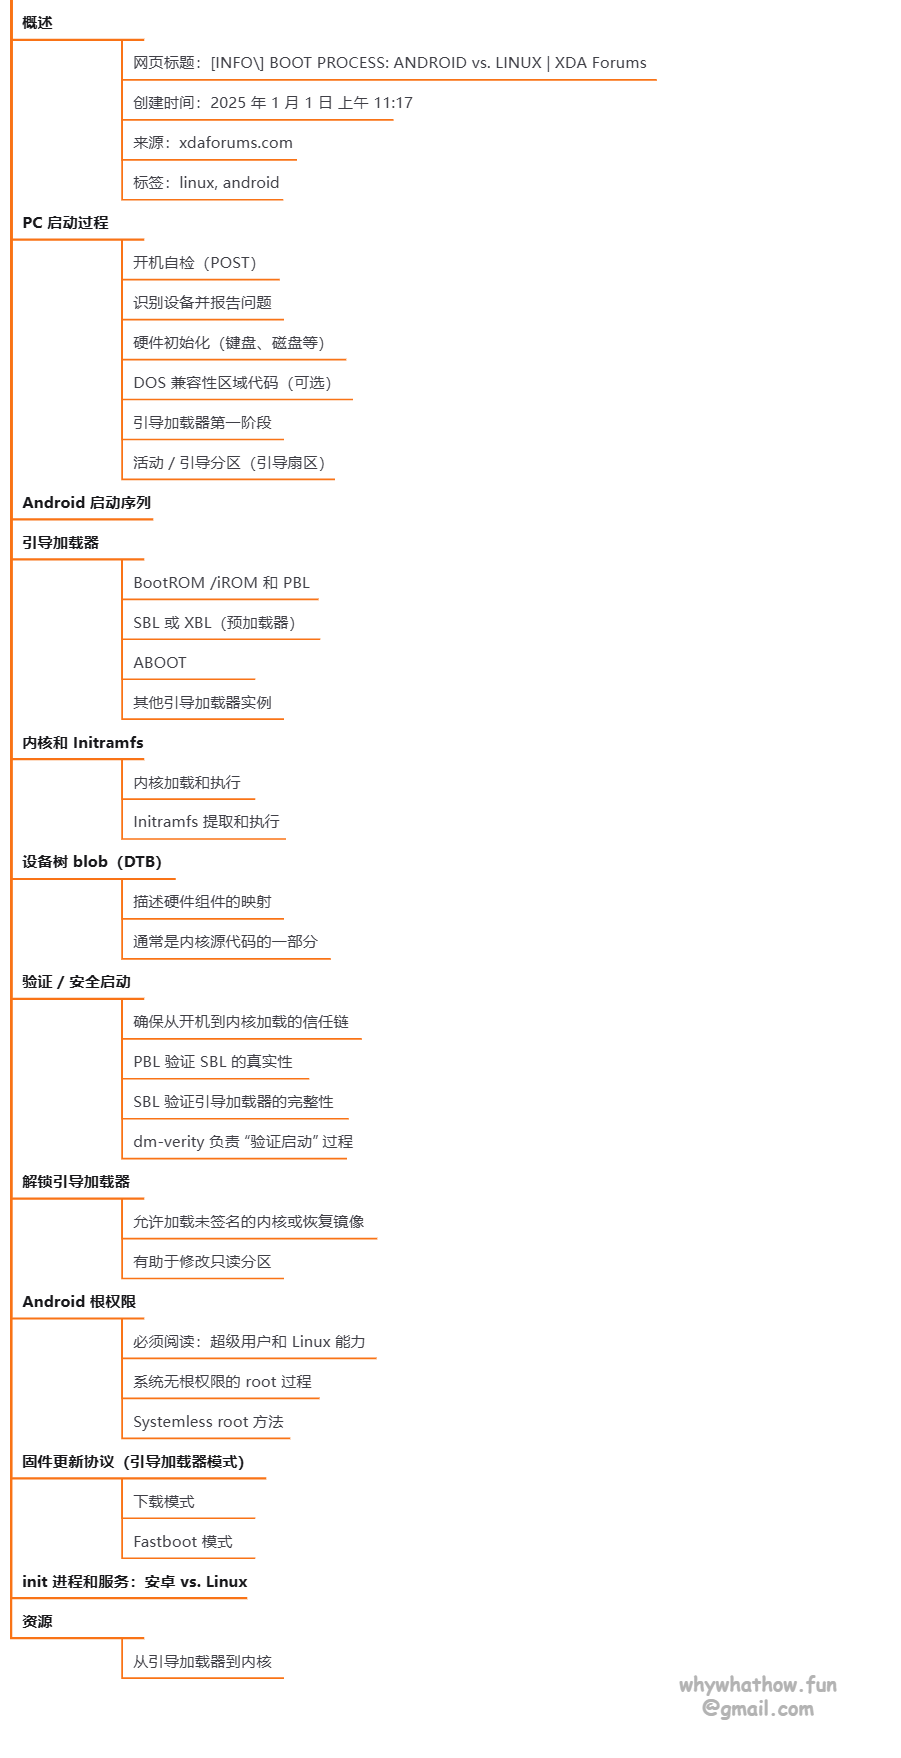 概述
网页标题：[INFO\] BOOT PROCESS: ANDROID vs. LINUX | XDA Forums
创建时间：2025 年 1 月 1 日 上午 11:17
来源：xdaforums.com
标签：linux, android
PC 启动过程
开机自检（POST）
识别设备并报告问题
硬件初始化（键盘、磁盘等）
DOS 兼容性区域代码（可选）
引导加载器第一阶段
活动 / 引导分区（引导扇区）
Android 启动序列
引导加载器
BootROM /iROM 和 PBL
SBL 或 XBL（预加载器）
ABOOT
其他引导加载器实例
内核和 Initramfs
内核加载和执行
Initramfs 提取和执行
设备树 blob（DTB）
描述硬件组件的映射
通常是内核源代码的一部分
验证 / 安全启动
确保从开机到内核加载的信任链
PBL 验证 SBL 的真实性
SBL 验证引导加载器的完整性
dm-verity 负责 “验证启动” 过程
解锁引导加载器
允许加载未签名的内核或恢复镜像
有助于修改只读分区
Android 根权限
必须阅读：超级用户和 Linux 能力
系统无根权限的 root 过程
Systemless root 方法
固件更新协议（引导加载器模式）
下载模式
Fastboot 模式
init 进程和服务：安卓 vs. Linux
资源
从引导加载器到内核
whywhathow.fun
@gmail.com